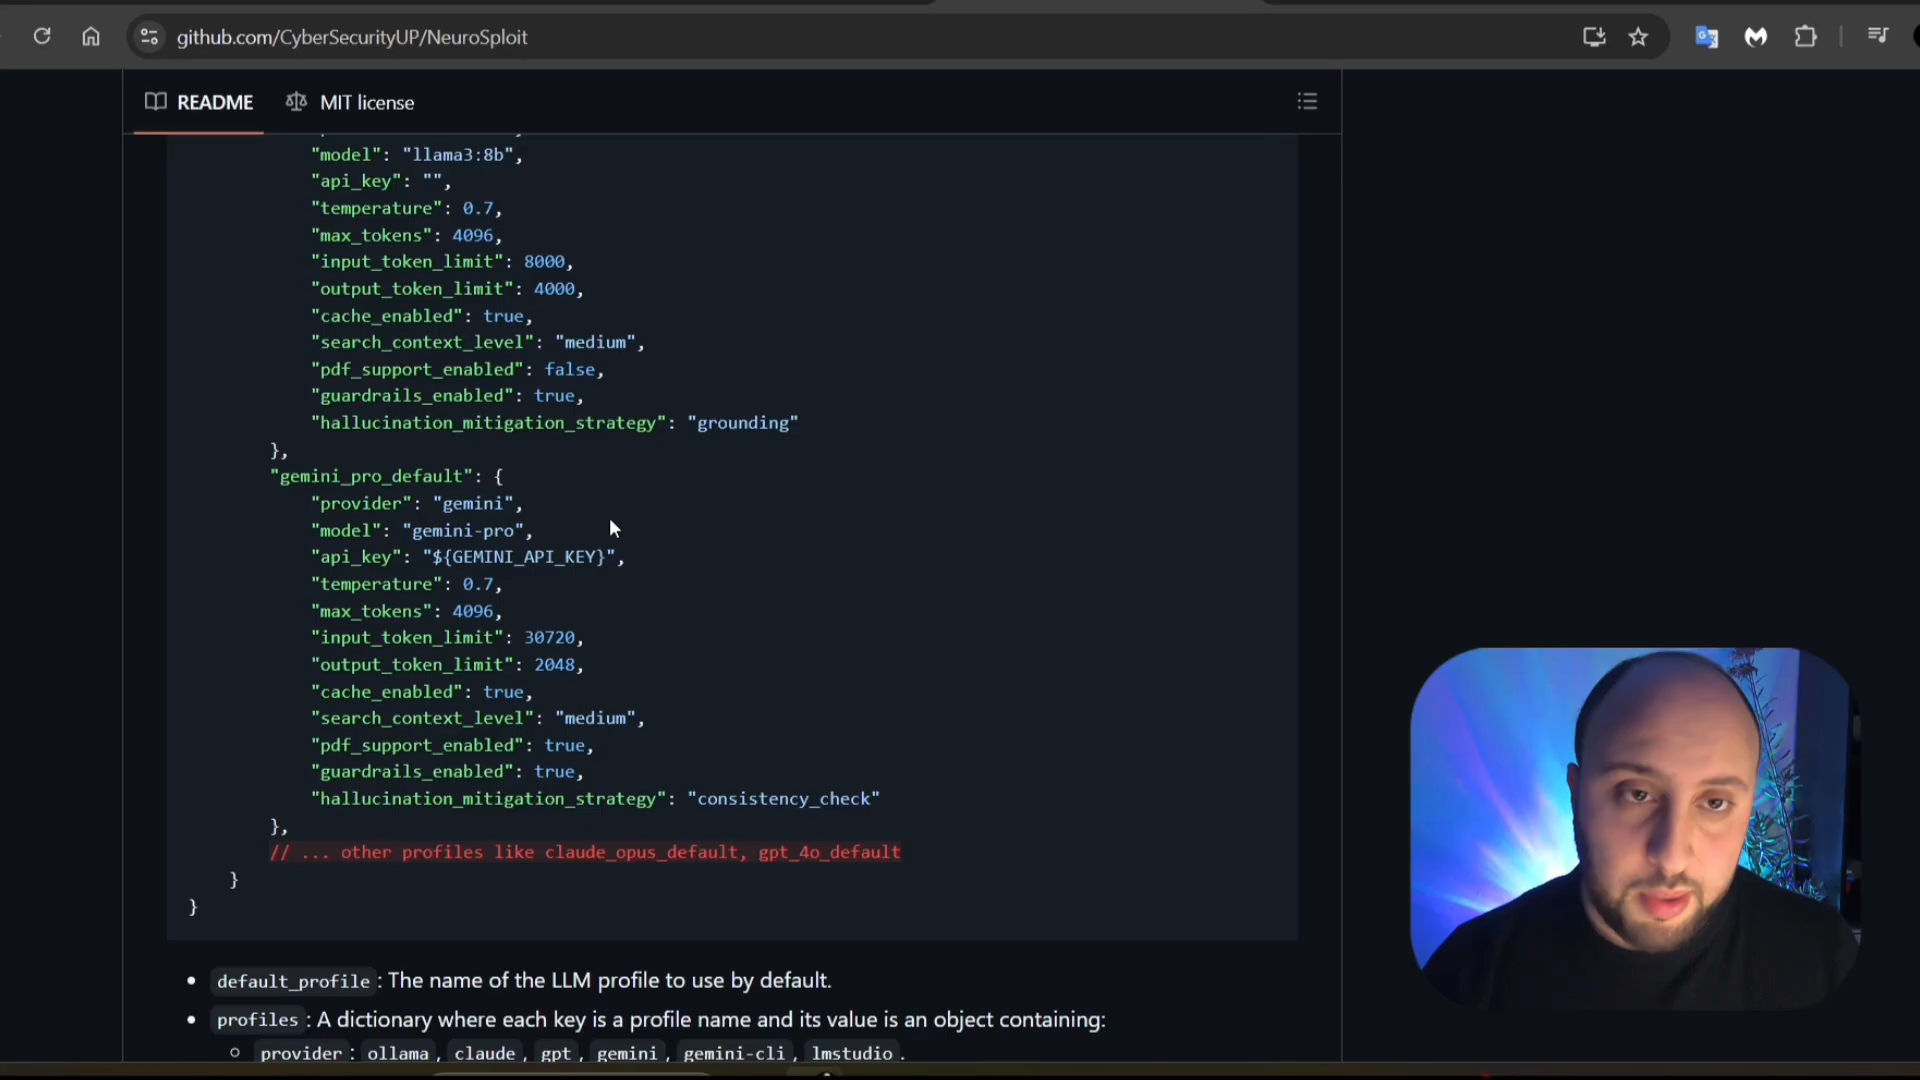 github.com/CyberSecurityUP/NeuroSploit
README MIT license
"model": "llama3:8b",
"api_key": "",
"temperature": 0.7,
"max_tokens": 4096,
"input_token_limit": 8000,
"output_token_limit": 4000,
"cache_enabled": true,
"search_context_level": "medium",
"pdf_support_enabled": false,
"guardrails_enabled": true,
"hallucination_mitigation_strategy": "grounding"
},
"gemini_pro_default": {
"provider": "gemini",
"model": "gemini-pro",
"api_key": "${GEMINI_API_KEY}",
"temperature": 0.7,
"max_tokens": 4096,
"input_token_limit": 30720,
"output_token_limit": 2048,
"cache_enabled": true,
"search_context_level": "medium",
"pdf_support_enabled": true,
"guardrails_enabled": true,
"hallucination_mitigation_strategy": "consistency_check"
},
// ... other profiles like claude_opus_default, gpt_4o_default
}
}
default_profile : The name of the LLM profile to use by default.
profiles : A dictionary where each key is a profile name and its value is an object containing:
provider : ollama , claude , gpt , gemini , gemini-cli , lmstudio .